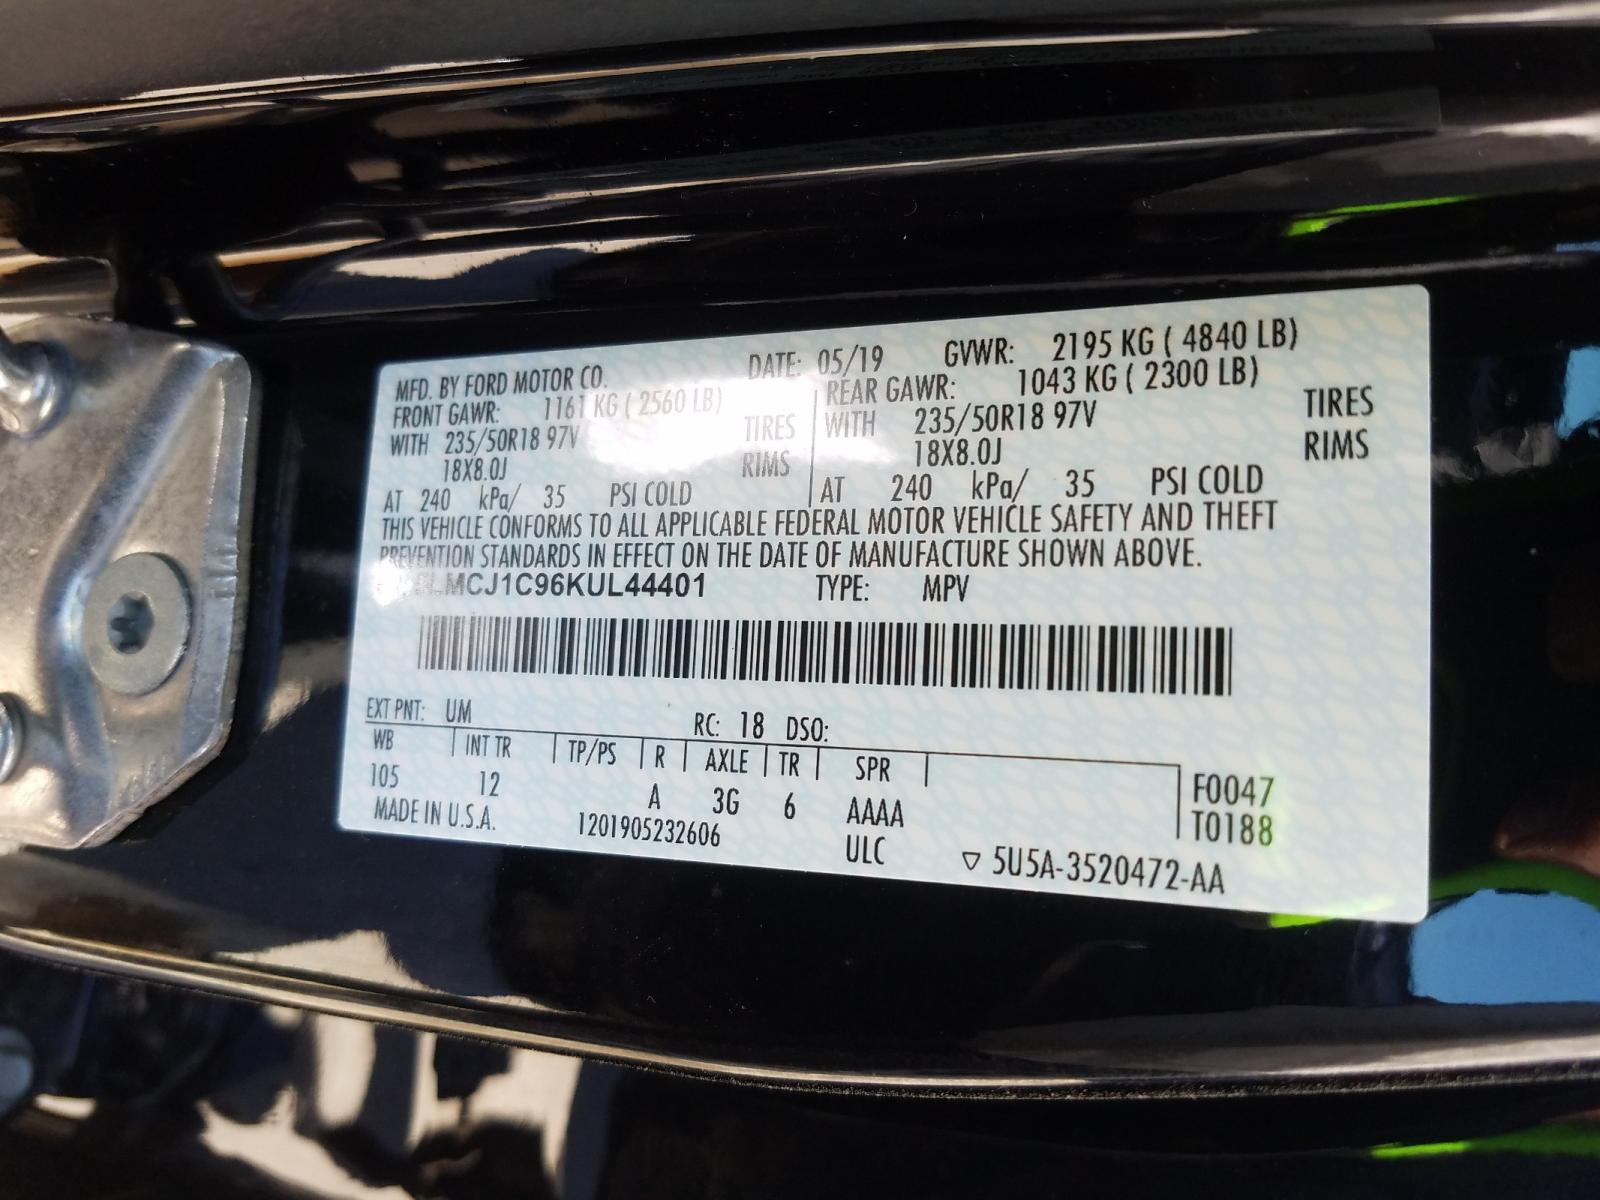 MFD. BY FORD MOTOR CO. DATE: 05/19 GVWR: 2195 KG ( 4840 LB)
FRONT GAWR: 1161 KG ( 2560 LB) REAR GAWR: 1043 KG ( 2300 LB)
WITH 235/50R18 97V TIRES WITH 235/50R18 97V TIRES
18X8.0J RIMS 18X8.0J RIMS
AT 240 kPa/ 35 PSI COLD AT 240 kPa/ 35 PSI COLD
THIS VEHICLE CONFORMS TO ALL APPLICABLE FEDERAL MOTOR VEHICLE SAFETY AND THEFT
PREVENTION STANDARDS IN EFFECT ON THE DATE OF MANUFACTURE SHOWN ABOVE.
TYPE: MPV
EXT PNT: UM RC: 18 DSO:
WB INT TR TP/PS R AXLE TR SPR
105 12 A 3G 6 AAAA F0047
MADE IN U.S.A. 1201905232606 ULC T0188
▽ 5U5A-3520472-AA